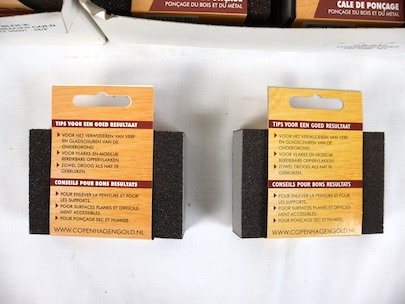 CALE DE PONÇAGE
PONÇAGE DU BOIS ET DU MÉTAL
PONÇAGE DU BOIS ET DU MÉTAL
TIPS VOOR EEN GOED RESULTAAT
VOOR HET VERWIJDEREN VAN VERF
EN GLADSCHUREN VAN DE
ONDERGROND.
VOOR VLAKKE EN MOEILIJK
BEREIKBARE OPPERVLAKKEN.
ZOWEL DROOG ALS NAT TE
GEBRUIKEN.
CONSEILS POUR BONS RESULTATS
POUR ENLEVER LA PEINTURE ET POUR
LES SUPPORTS.
POUR SURFACES PLANES ET DIFFICILE-
MENT ACCESSIBLES.
POUR PONÇAGE SEC ET HUMIDE.
WWW.COPENHAGENGOLD.NL
TIPS VOOR EEN GOED RESULTAAT
VOOR HET VERWIJDEREN VAN VERF
EN GLADSCHUREN VAN DE
ONDERGROND.
VOOR VLAKKE EN MOEILIJK
BEREIKBARE OPPERVLAKKEN.
ZOWEL DROOG ALS NAT TE
GEBRUIKEN.
CONSEILS POUR BONS RESULTATS
POUR ENLEVER LA PEINTURE ET POUR
LES SUPPORTS.
POUR SURFACES PLANES ET DIFFICILE-
MENT ACCESSIBLES.
POUR PONÇAGE SEC ET HUMIDE.
WWW.COPENHAGENGOLD.NL